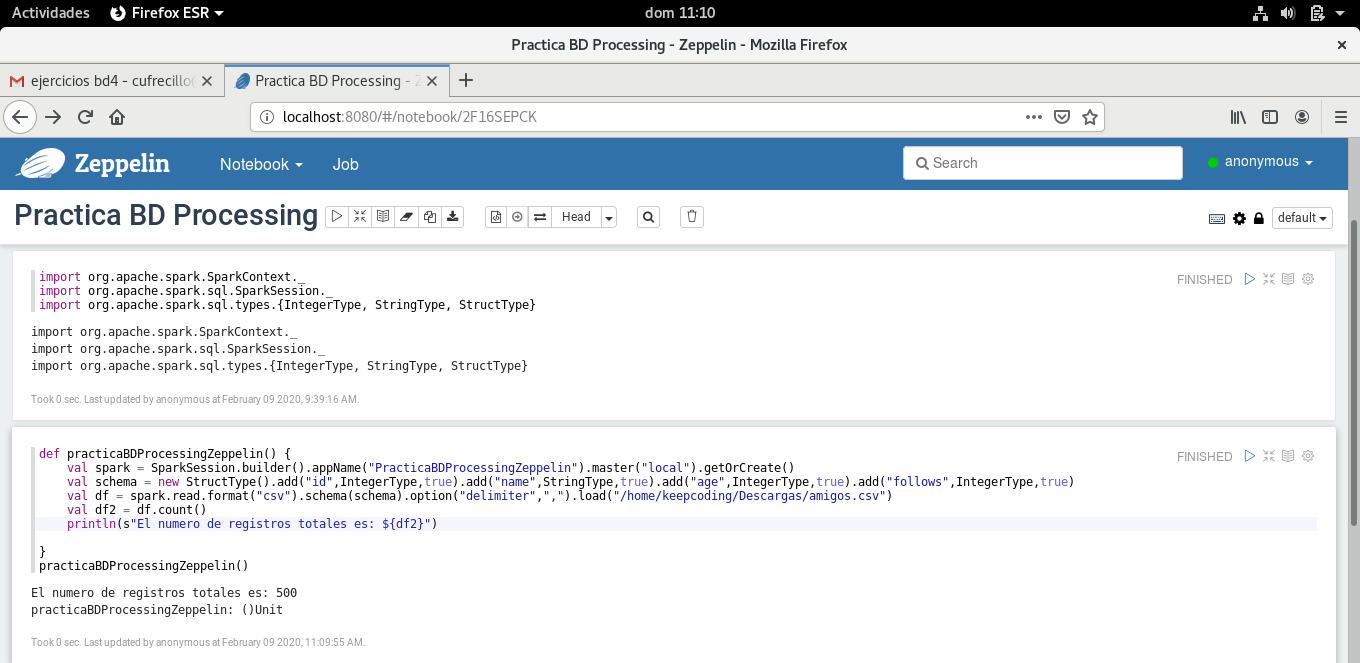 Actividades Firefox ESR dom 11:10
Practica BD Processing - Zeppelin - Mozilla Firefox
ejercicios bd4 - cufrecillo Practica BD Processing -
localhost:8080/#/notebook/2F16SEPCK
Zeppelin Notebook Job Search anonymous
Practica BD Processing Head default
import org.apache.spark.SparkContext._
FINISHED
import org.apache.spark.sql.SparkSession._
import org.apache.spark.sql.types.{IntegerType, StringType, StructType}
import org.apache.spark.SparkContext._
import org.apache.spark.sql.SparkSession._
import org.apache.spark.sql.types.{IntegerType, StringType, StructType}
Took 0 sec. Last updated by anonymous at February 09 2020, 9:39:16 AM.
def practicaBDProcessingZeppelin() {
FINISHED
val spark = SparkSession.builder().appName("PracticaBDProcessingZeppelin").master("local").getOrCreate()
val schema = new StructType().add("id",IntegerType,true).add("name",StringType,true).add("age",IntegerType,true).add("follows",IntegerType,true)
val df = spark.read.format("csv").schema(schema).option("delimiter",",").load("/home/keepcoding/Descargas/amigos.csv")
val df2 = df.count()
println(s"El numero de registros totales es: ${df2}")
}
practicaBDProcessingZeppelin()
El numero de registros totales es: 500
practicaBDProcessingZeppelin: ()Unit
Took 0 sec. Last updated by anonymous at February 09 2020, 11:09:55 AM.